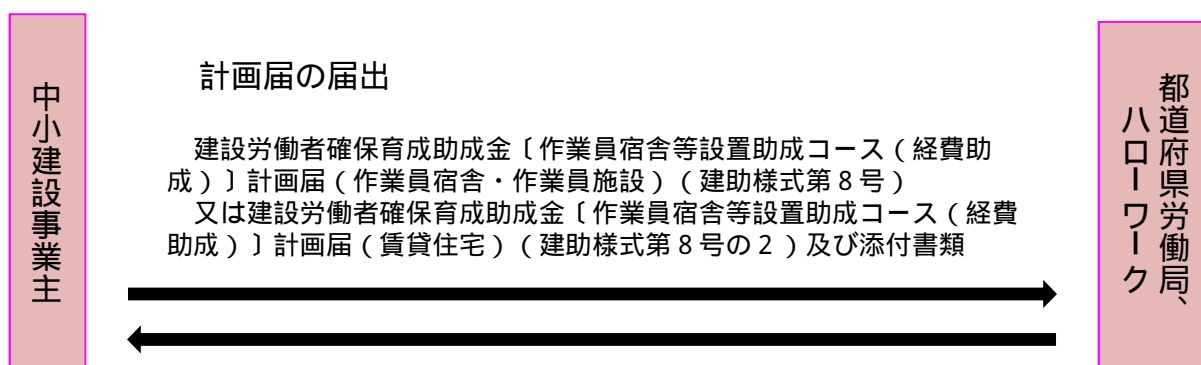 中小建設事業主
計画届の届出
建設労働者確保育成助成金〔作業員宿舎等設置助成コース（経費助
成）〕計画届（作業員宿舎・作業員施設）（建助様式第８号）
又は建設労働者確保育成助成金〔作業員宿舎等設置助成コース（経費
助成）〕計画届（賃貸住宅）（建助様式第８号の２）及び添付書類
都道府県労働局、
ハローワーク